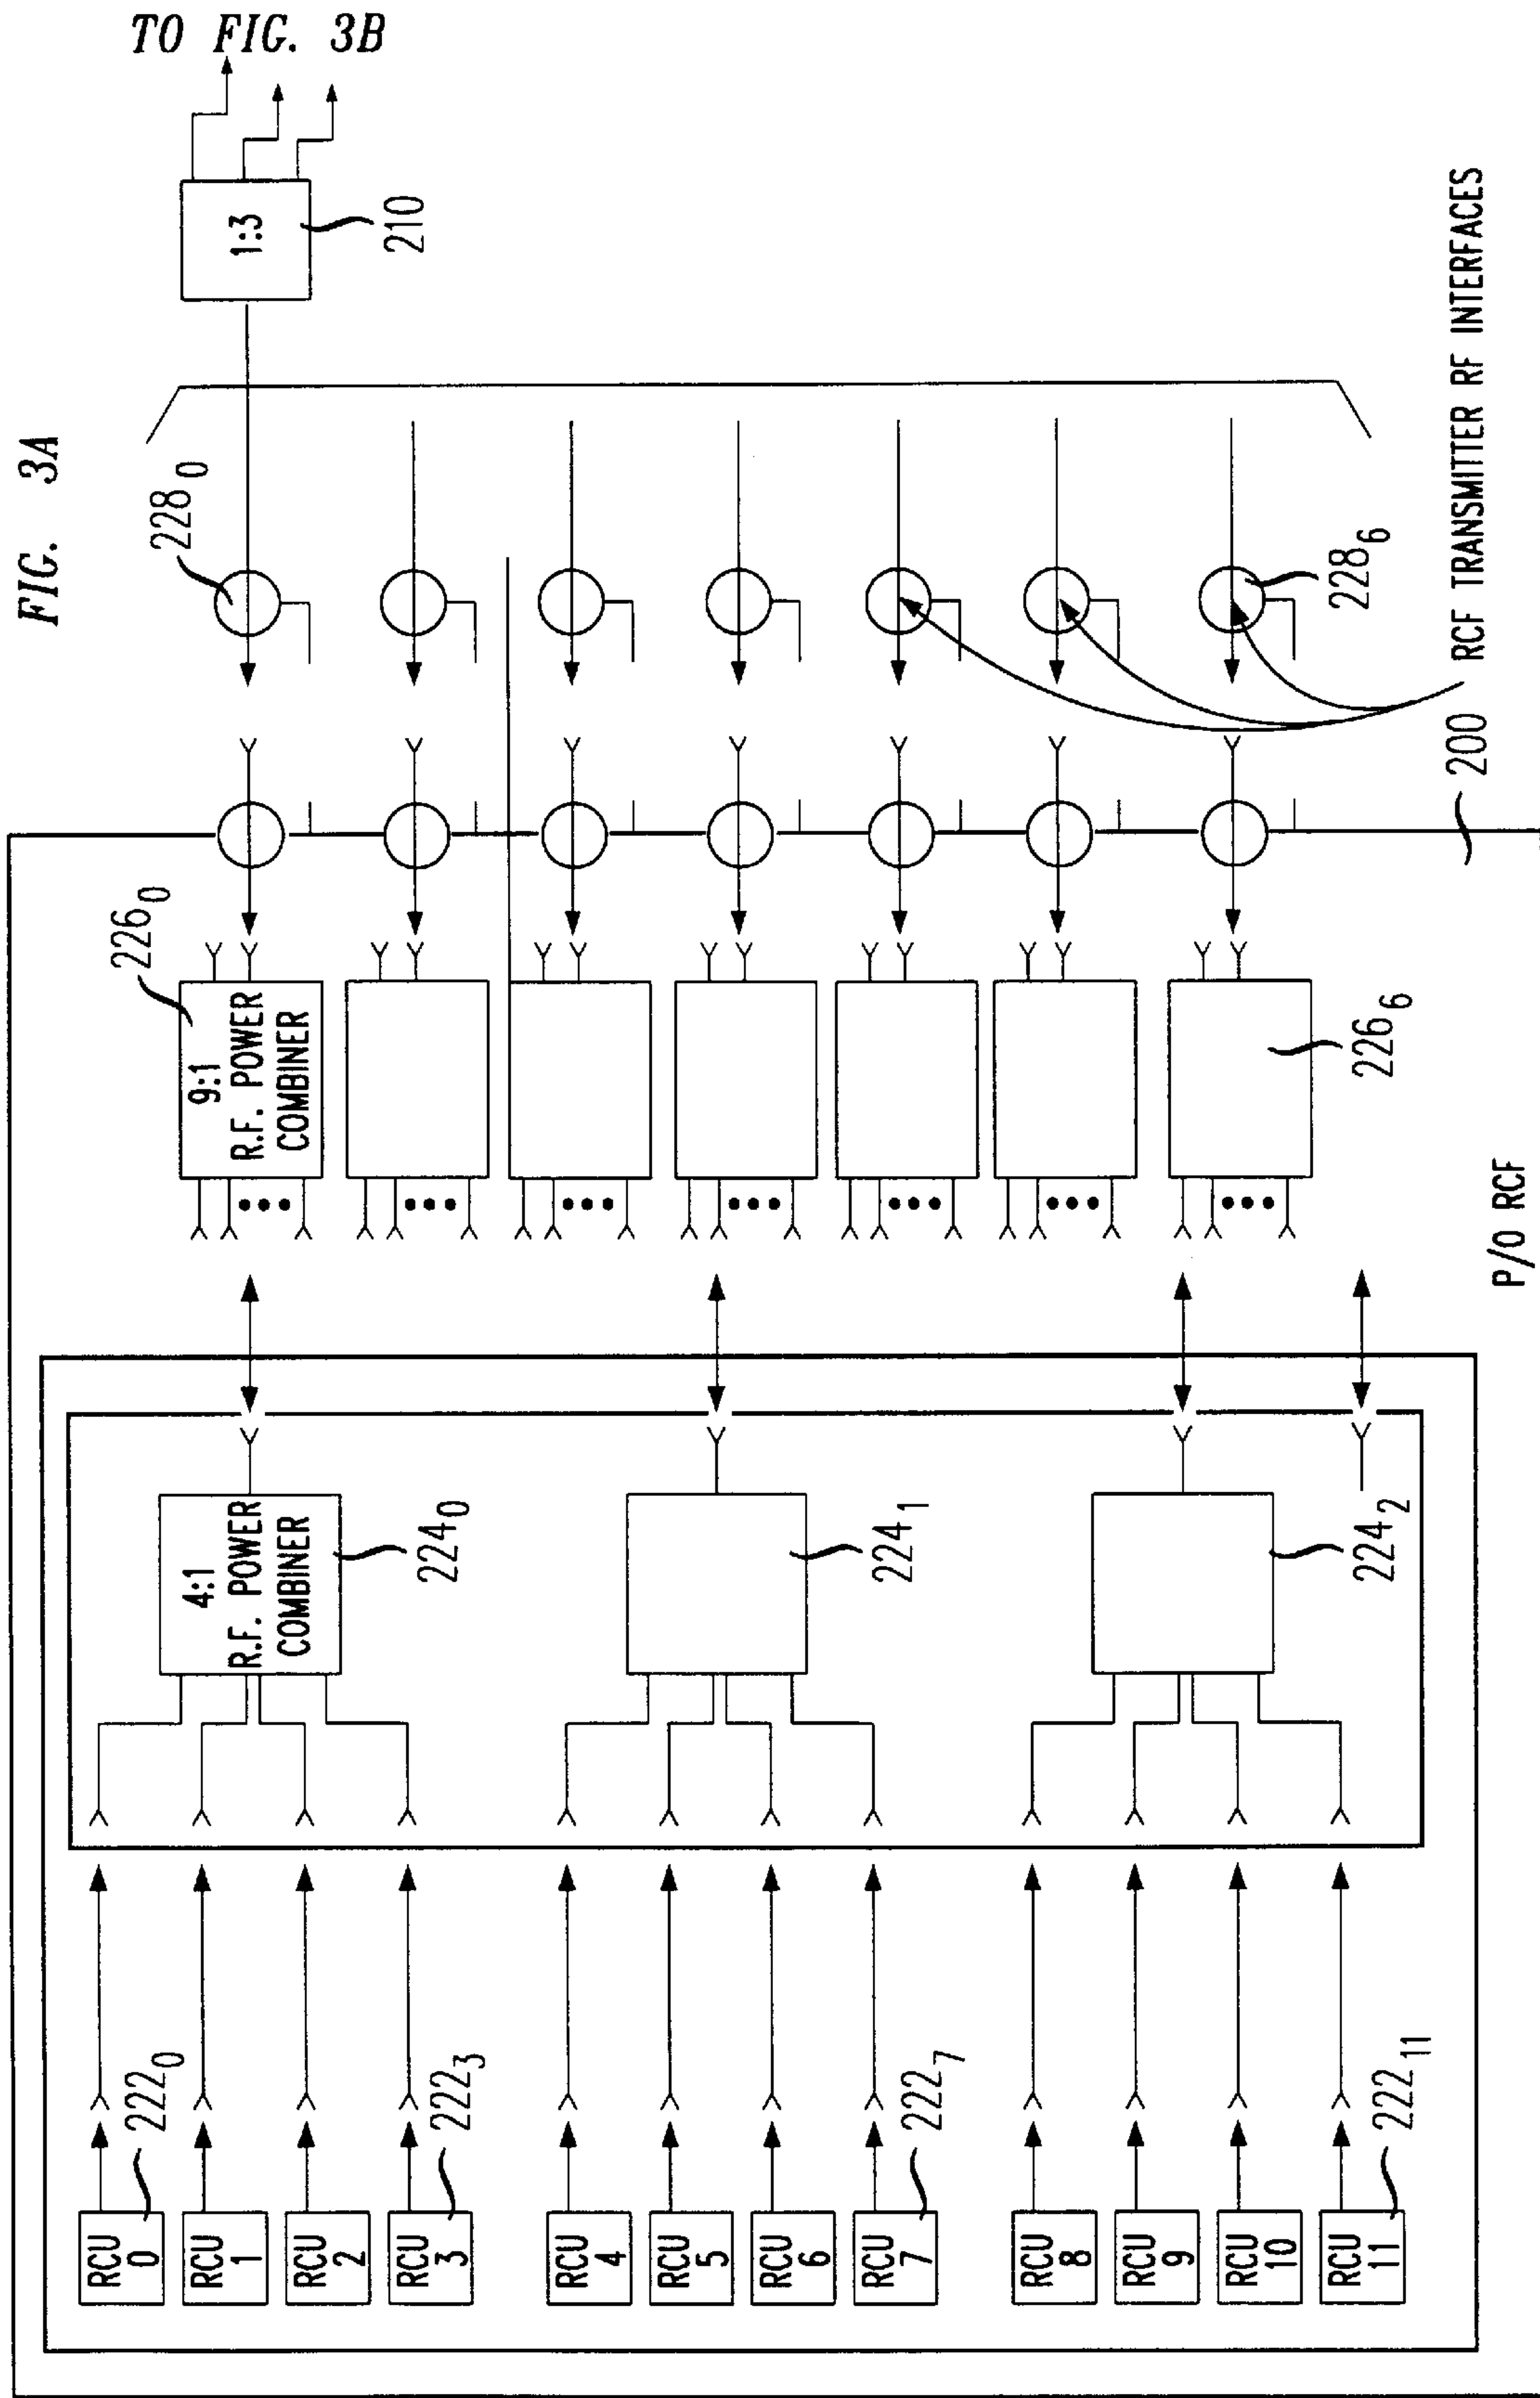 FIG. 3A
TO FIG. 3B
1:3
210
228₀
228₆
RCF TRANSMITTER RF INTERFACES
200
226₀
9:1
R.F. POWER
COMBINER
226₆
P/O RCF
4:1
R.F. POWER
COMBINER
224₀
224₁
224₂
RCU
0
222₀
RCU
1
RCU
2
RCU
3
222₃
RCU
4
RCU
5
RCU
6
RCU
7
222₇
RCU
8
RCU
9
RCU
10
RCU
11
222₁₁